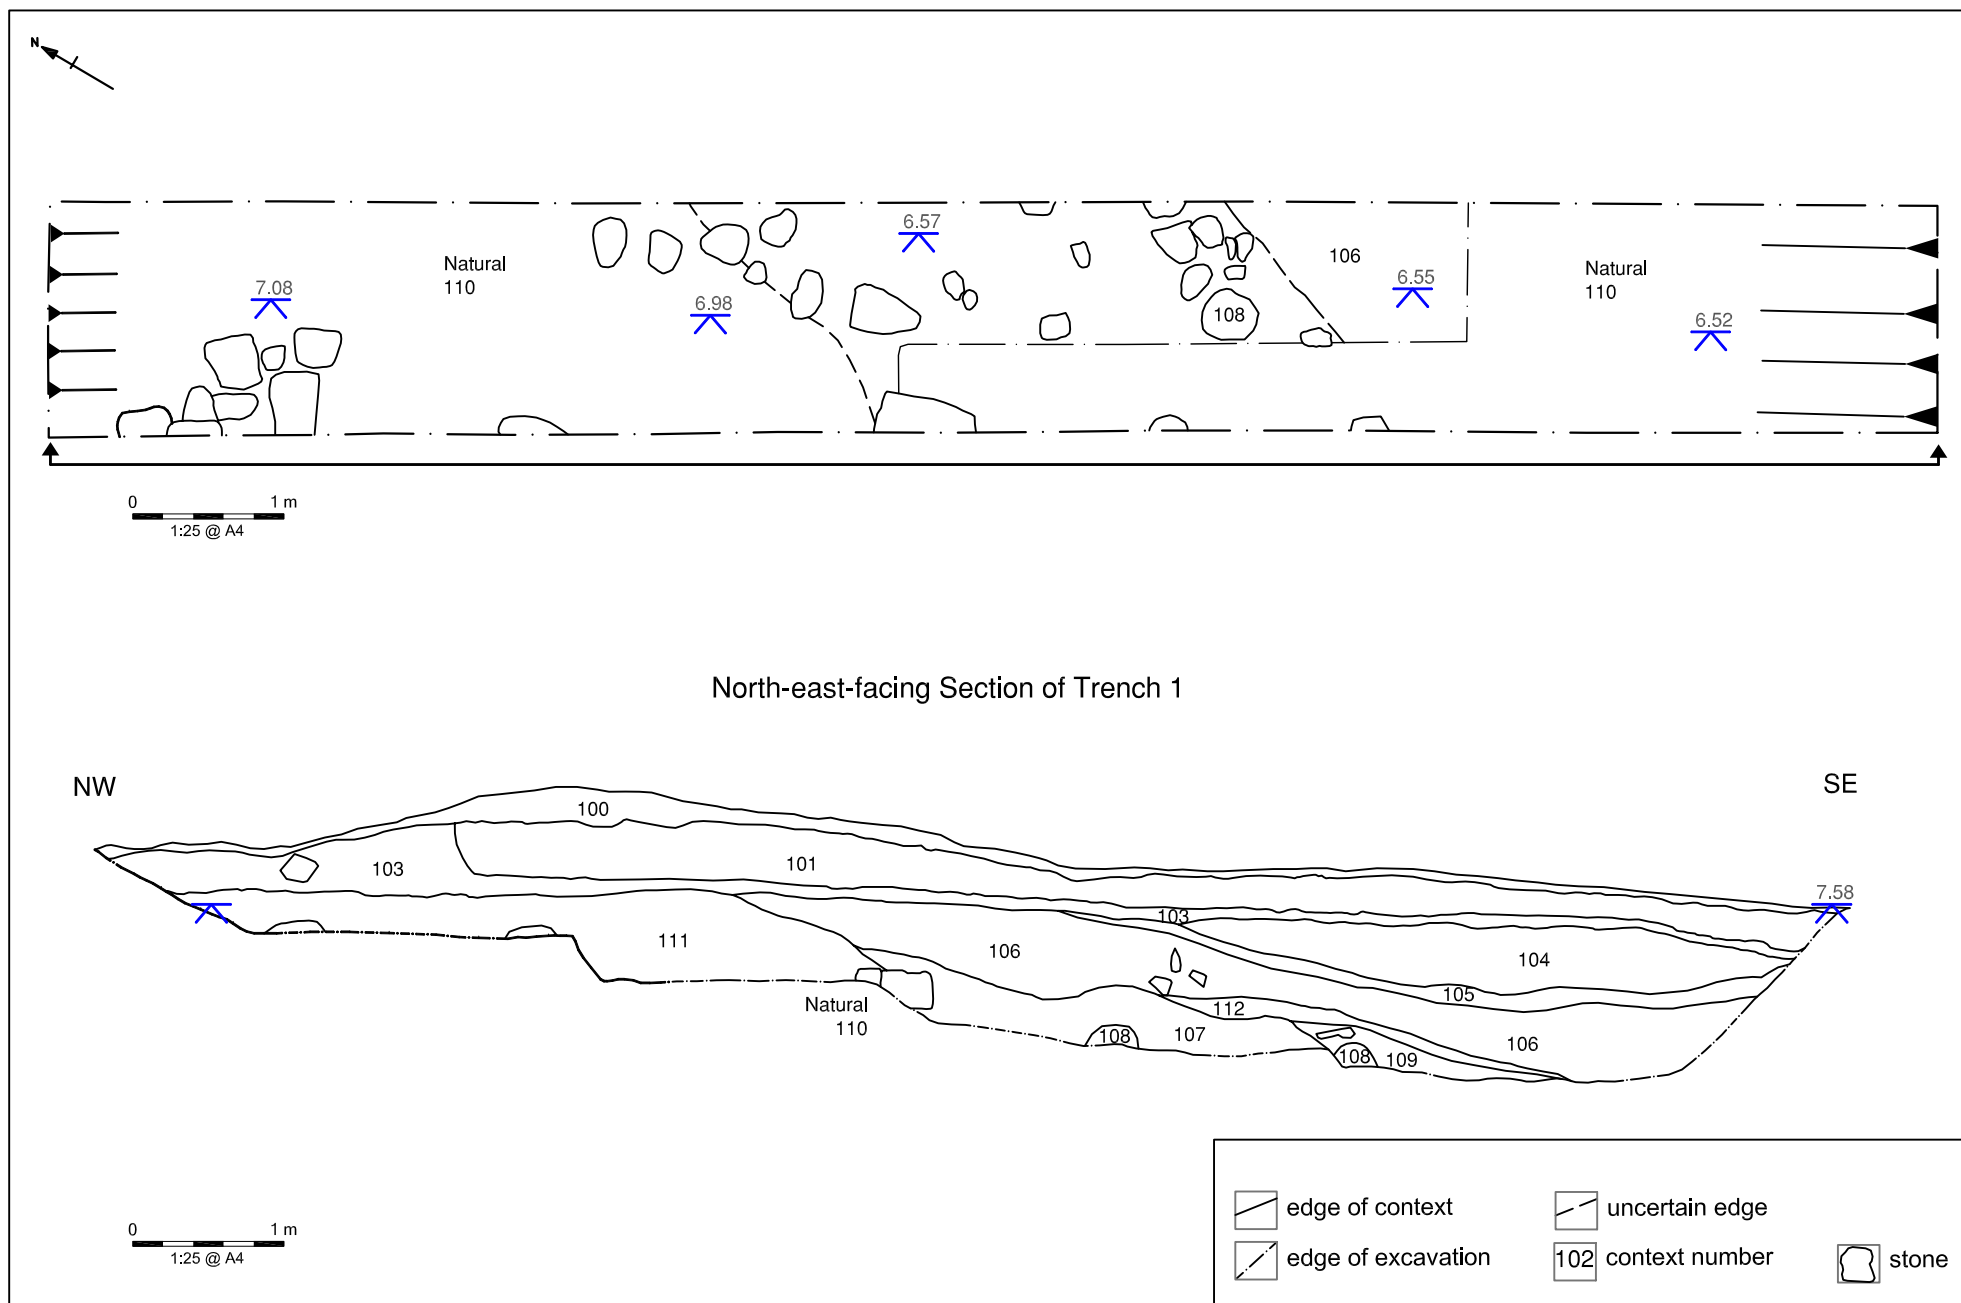 N
6.57
Natural
110
106
Natural
110
7.08
6.98
6.55
108
6.52
0 1 m
1:25 @ A4
North-east-facing Section of Trench 1
NW
SE
100
103
101
7.58
103
111
106
104
105
Natural
110
112
108
107
106
108
109
0 1 m
1:25 @ A4
edge of context
uncertain edge
edge of excavation
102 context number
stone